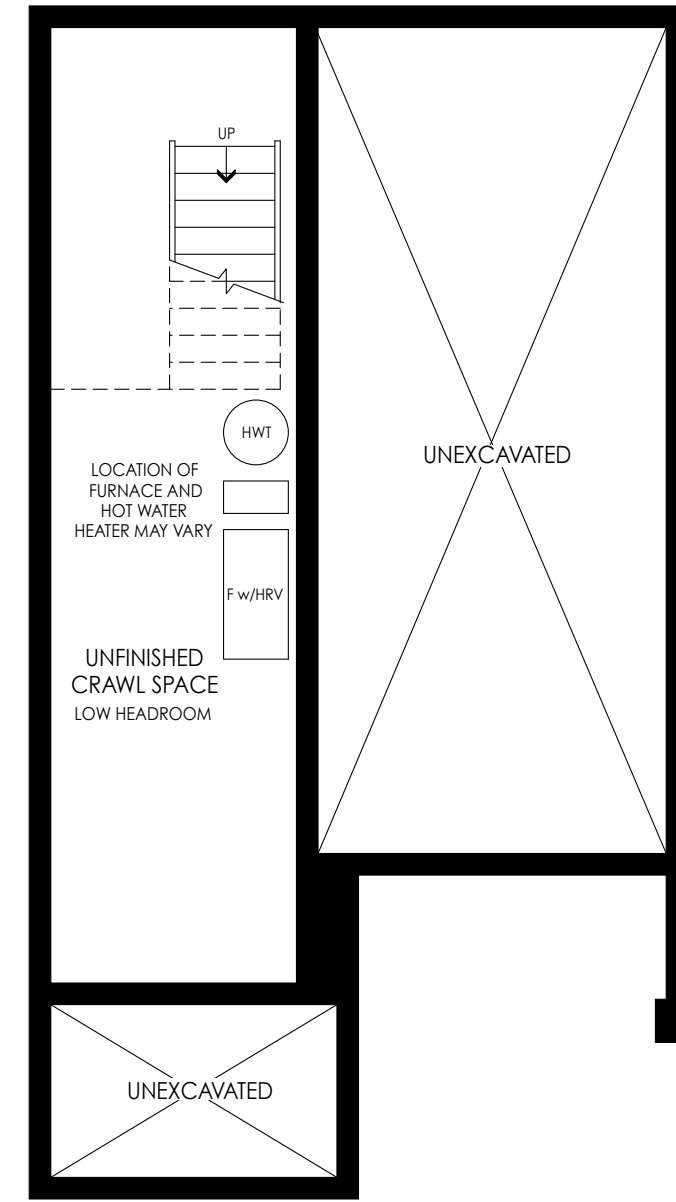 UP
HWT
UNEXCAVATED
LOCATION OF
FURNACE AND
HOT WATER
HEATER MAY VARY
F w/HRV
UNFINISHED
CRAWL SPACE
LOW HEADROOM
UNEXCAVATED